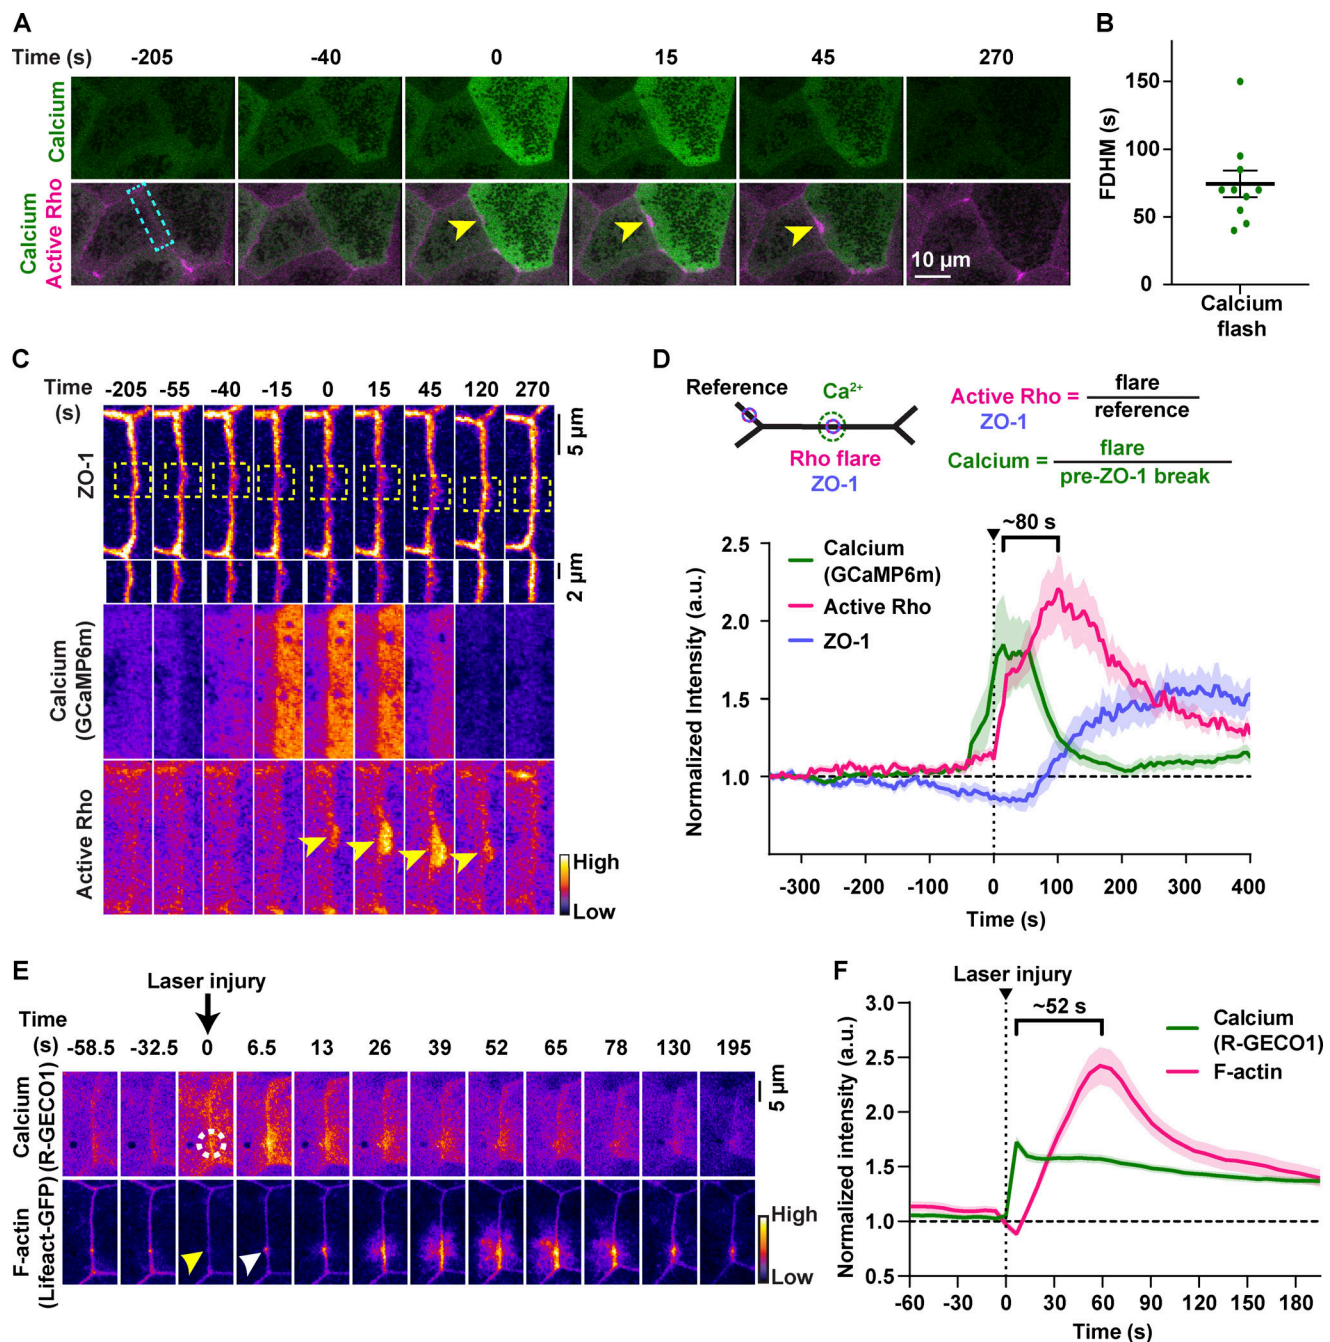 A
Time (s) -205 -40 0 15 45 270
Calcium
Calcium
Active Rho
10 µm
B
FDHM (s)
150
100
50
0
Calcium
flash
C
Time
(s)
-205 -55 -40 -15 0 15 45 120 270
ZO-1
5 µm
2 µm
Calcium
(GCaMP6m)
Active Rho
High
Low
D
Reference
Ca²⁺
Rho flare
ZO-1
Active Rho = flare
ZO-1 reference
Calcium = flare
pre-ZO-1 break
~80 s
Calcium
(GCaMP6m)
Active Rho
ZO-1
Normalized Intensity (a.u.)
2.5
2.0
1.5
1.0
-300 -200 -100 0 100 200 300 400
Time (s)
E
Laser injury
Time
(s)
-58.5 -32.5 0 6.5 13 26 39 52 65 78 130 195
Calcium
(R-GECO1)
5 µm
F-actin
(Lifeact-GFP)
High
Low
F
Laser injury
~52 s
Calcium
(R-GECO1)
F-actin
Normalized intensity (a.u.)
3.0
2.5
2.0
1.5
1.0
0.5
-60 -30 0 30 60 90 120 150 180
Time (s)